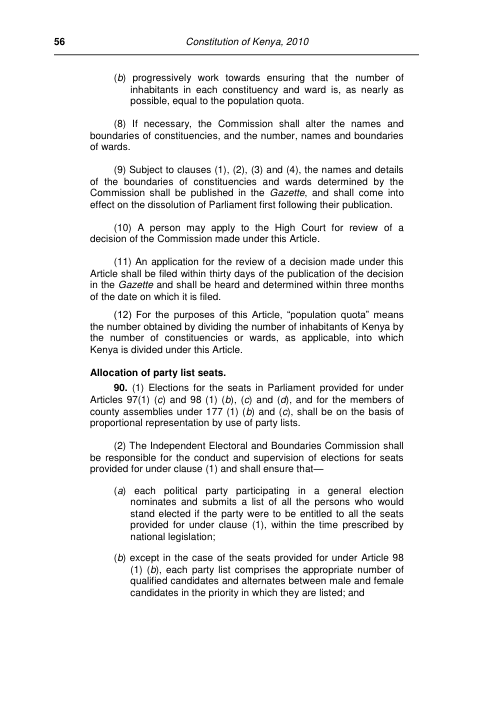 56 Constitution of Kenya, 2010
(b) progressively work towards ensuring that the number of
inhabitants in each constituency and ward is, as nearly as
possible, equal to the population quota.
(8) If necessary, the Commission shall alter the names and
boundaries of constituencies, and the number, names and boundaries
of wards.
(9) Subject to clauses (1), (2), (3) and (4), the names and details
of the boundaries of constituencies and wards determined by the
Commission shall be published in the Gazette, and shall come into
effect on the dissolution of Parliament first following their publication.
(10) A person may apply to the High Court for review of a
decision of the Commission made under this Article.
(11) An application for the review of a decision made under this
Article shall be filed within thirty days of the publication of the decision
in the Gazette and shall be heard and determined within three months
of the date on which it is filed.
(12) For the purposes of this Article, “population quota” means
the number obtained by dividing the number of inhabitants of Kenya by
the number of constituencies or wards, as applicable, into which
Kenya is divided under this Article.
Allocation of party list seats.
90. (1) Elections for the seats in Parliament provided for under
Articles 97(1) (c) and 98 (1) (b), (c) and (d), and for the members of
county assemblies under 177 (1) (b) and (c), shall be on the basis of
proportional representation by use of party lists.
(2) The Independent Electoral and Boundaries Commission shall
be responsible for the conduct and supervision of elections for seats
provided for under clause (1) and shall ensure that—
(a) each political party participating in a general election
nominates and submits a list of all the persons who would
stand elected if the party were to be entitled to all the seats
provided for under clause (1), within the time prescribed by
national legislation;
(b) except in the case of the seats provided for under Article 98
(1) (b), each party list comprises the appropriate number of
qualified candidates and alternates between male and female
candidates in the priority in which they are listed; and